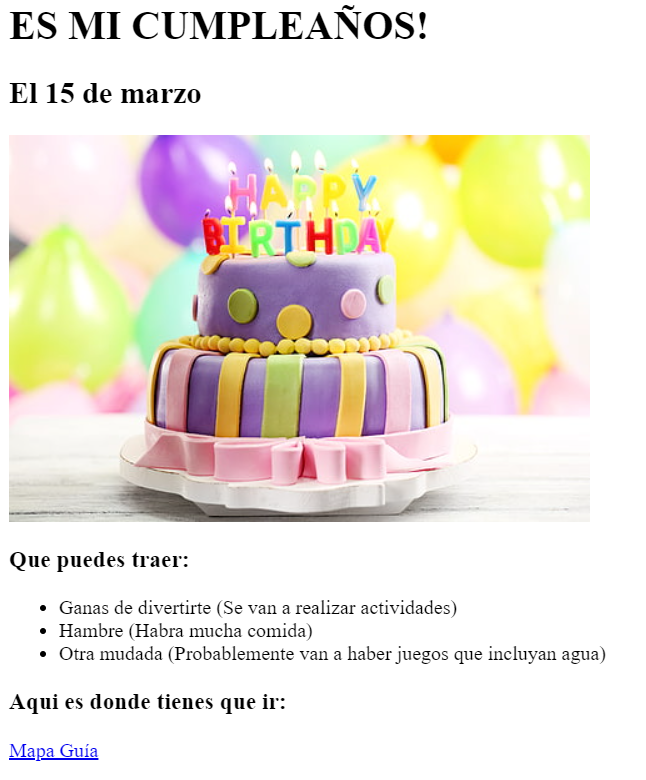 ES MI CUMPLEAÑOS!
El 15 de marzo
HAPPY
BIRTHDAY
Que puedes traer:
Ganas de divertirte (Se van a realizar actividades)
Hambre (Habra mucha comida)
Otra mudada (Probablemente van a haber juegos que incluyan agua)
Aqui es donde tienes que ir:
Mapa Guía